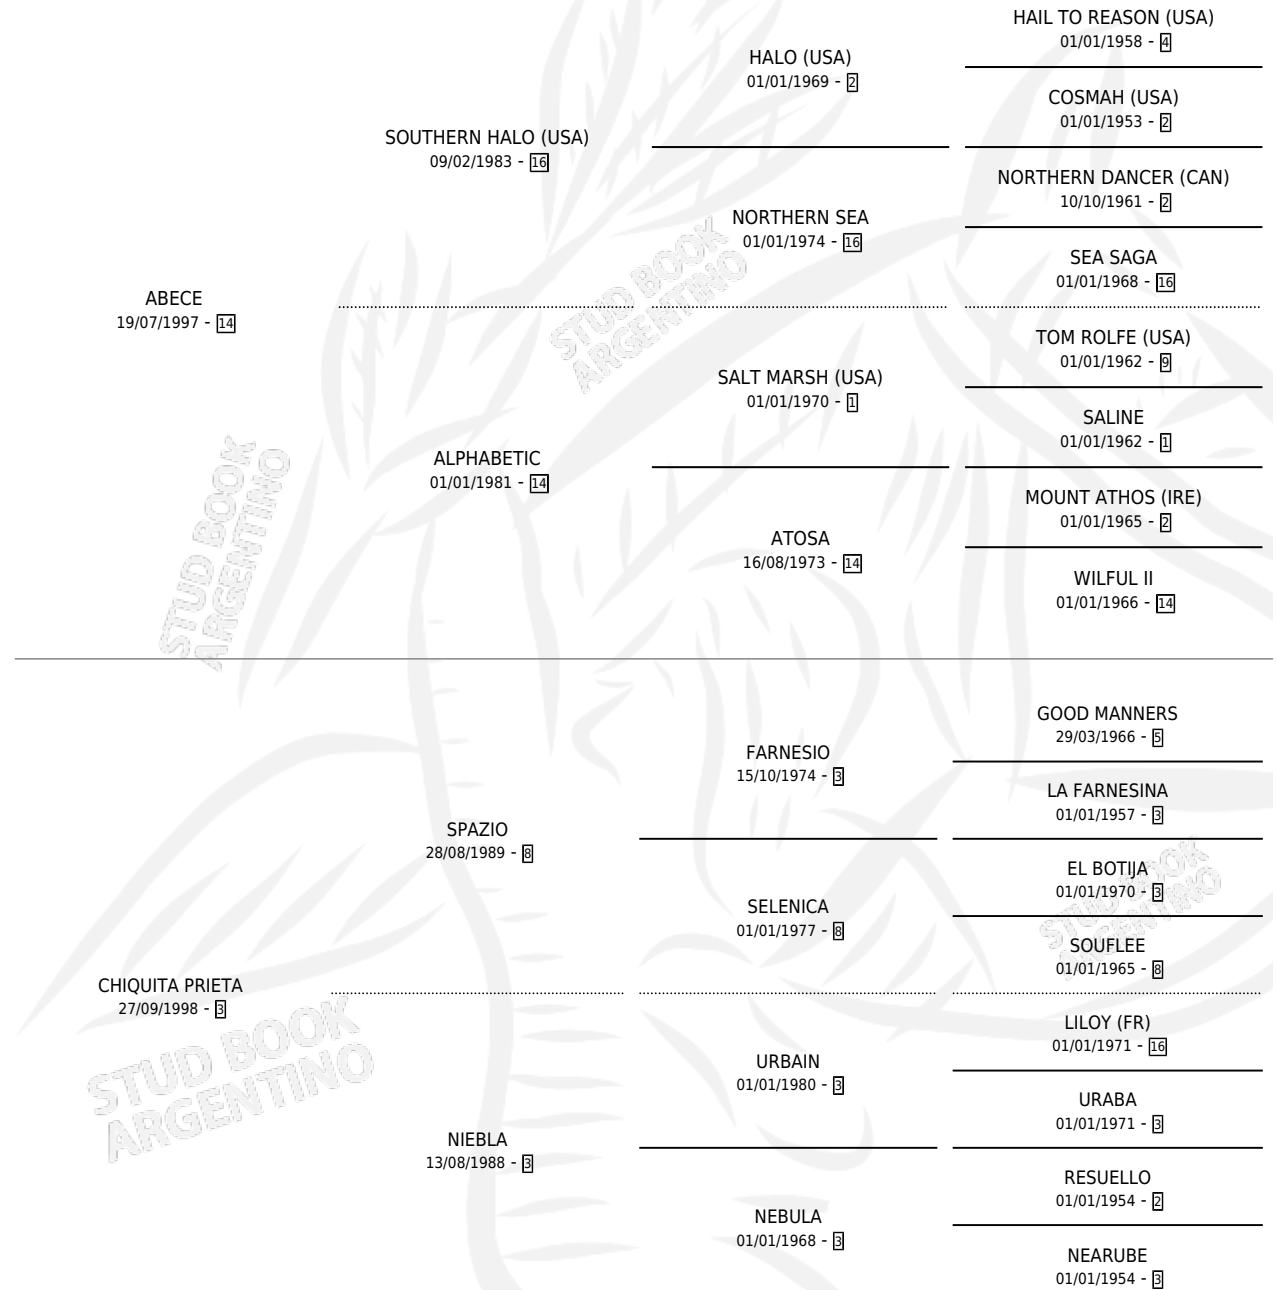 HAIL TO REASON (USA)
01/01/1958 - 4
HALO (USA)
01/01/1969 - 2
COSMAH (USA)
01/01/1953 - 2
SOUTHERN HALO (USA)
09/02/1983 - 16
NORTHERN DANCER (CAN)
10/10/1961 - 2
NORTHERN SEA
01/01/1974 - 16
SEA SAGA
01/01/1968 - 16
ABECE
19/07/1997 - 14
STUD BOOK
ARGENTINO
TOM ROLFE (USA)
01/01/1962 - 9
SALT MARSH (USA)
01/01/1970 - 1
SALINE
01/01/1962 - 1
ALPHABETIC
01/01/1981 - 14
MOUNT ATHOS (IRE)
01/01/1965 - 2
ATOSA
16/08/1973 - 14
WILFUL II
01/01/1966 - 14
STUD BOOK
ARGENTINO
GOOD MANNERS
29/03/1966 - 5
FARNESIO
15/10/1974 - 3
LA FARNESINA
01/01/1957 - 3
SPAZIO
28/08/1989 - 8
EL BOTIJA
01/01/1970 - 3
SELENICA
01/01/1977 - 8
SOUFLEE
01/01/1965 - 8
STUD BOOK
ARGENTINO
CHIQUITA PRIETA
27/09/1998 - 3
STUD BOOK
ARGENTINO
LILOY (FR)
01/01/1971 - 16
URBAIN
01/01/1980 - 3
URABA
01/01/1971 - 3
NIEBLA
13/08/1988 - 3
RESUELLO
01/01/1954 - 2
NEBULA
01/01/1968 - 3
NEARUBE
01/01/1954 - 3